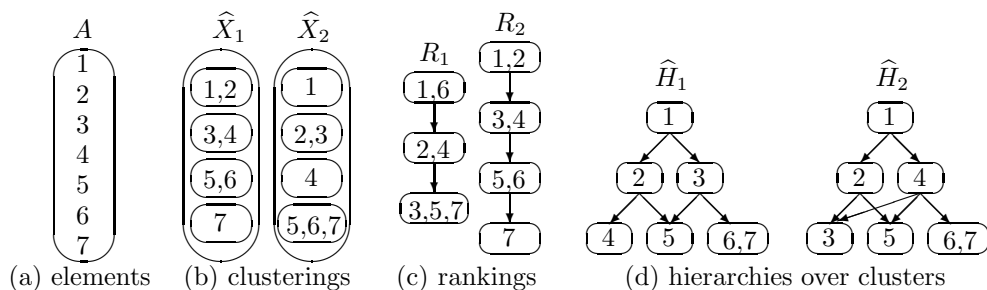 A
1
2
3
4
5
6
7
(a) elements
X̂₁
1,2
3,4
5,6
7
X̂₂
1
2,3
4
5,6,7
(b) clusterings
R₁
1,6
2,4
3,5,7
R₂
1,2
3,4
5,6
7
(c) rankings
Ĥ₁
1
2 3
4 5 6,7
Ĥ₂
1
2 4
3 5 6,7
(d) hierarchies over clusters